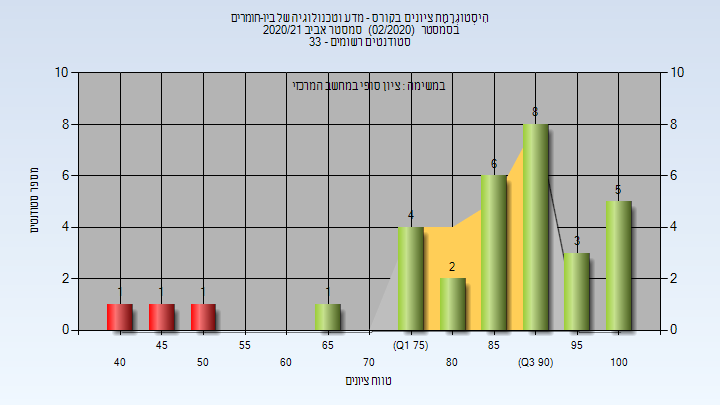 היסטוגרמת ציונים בקורס - מדע וטכנולוגיה של ביו-חומרים
בסמסטר (02/2020) סמסטר אביב 2020/21
סטודנטים רשומים - 33
במשימה : ציון סופי במחשב המרכזי
10 10
8 8
6 6
4 4
2 2
0 0
1 1 1 1 4 2 6 8 3 5
מספר סטודנטים
45 55 65 (Q1 75) 85 95
40 50 60 70 80 (Q3 90) 100
טווח ציונים